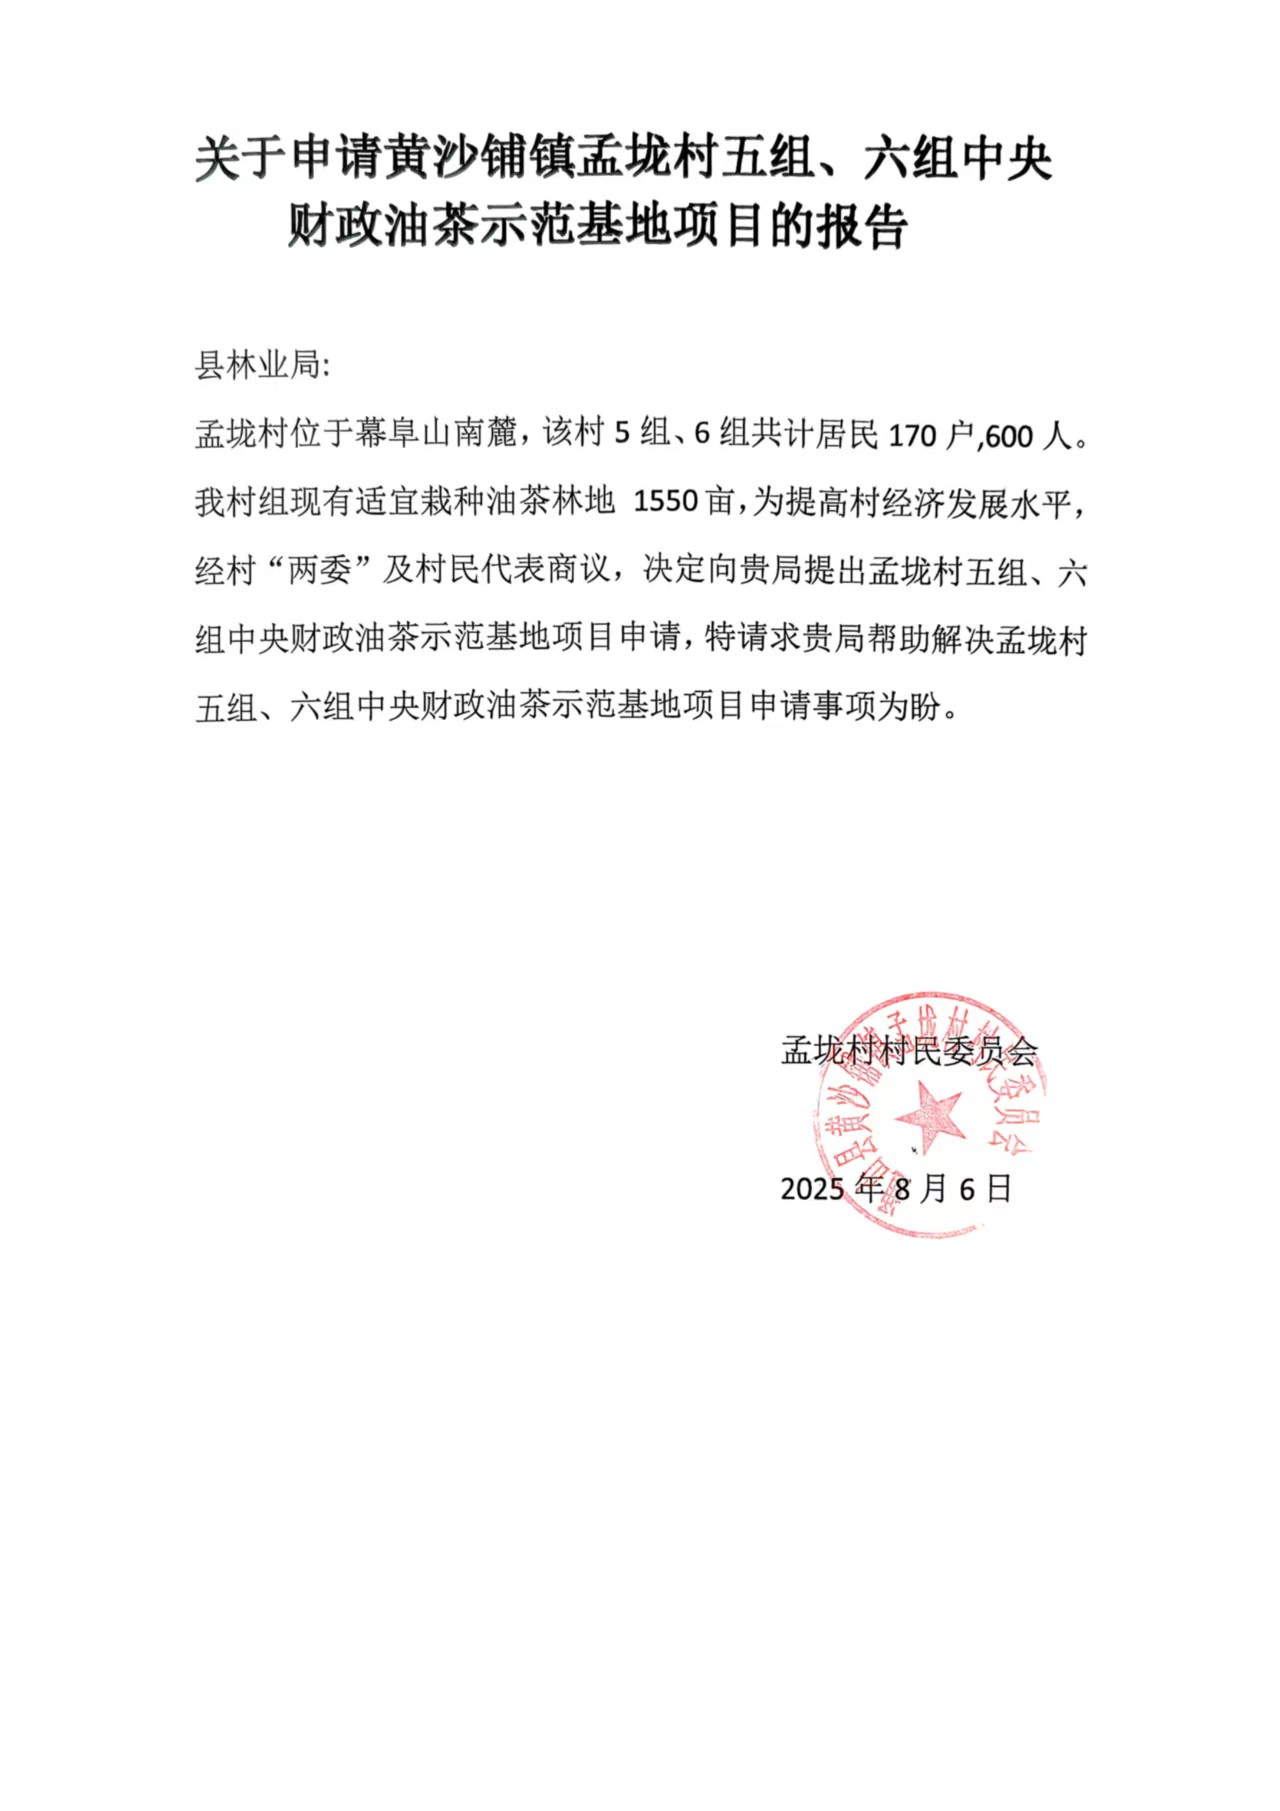 关于申请黄沙铺镇孟垅村五组、六组中央
财政油茶示范基地项目的报告
县林业局:
孟垅村位于幕阜山南麓，该村 5 组、6 组共计居民 170 户,600 人。
我村组现有适宜栽种油茶林地 1550 亩，为提高村经济发展水平，
经村“两委”及村民代表商议，决定向贵局提出孟垅村五组、六
组中央财政油茶示范基地项目申请，特请求贵局帮助解决孟垅村
五组、六组中央财政油茶示范基地项目申请事项为盼。
孟垅村村民委员会
通山县黄沙铺镇孟垅村村民委员会
2025 年 8 月 6 日